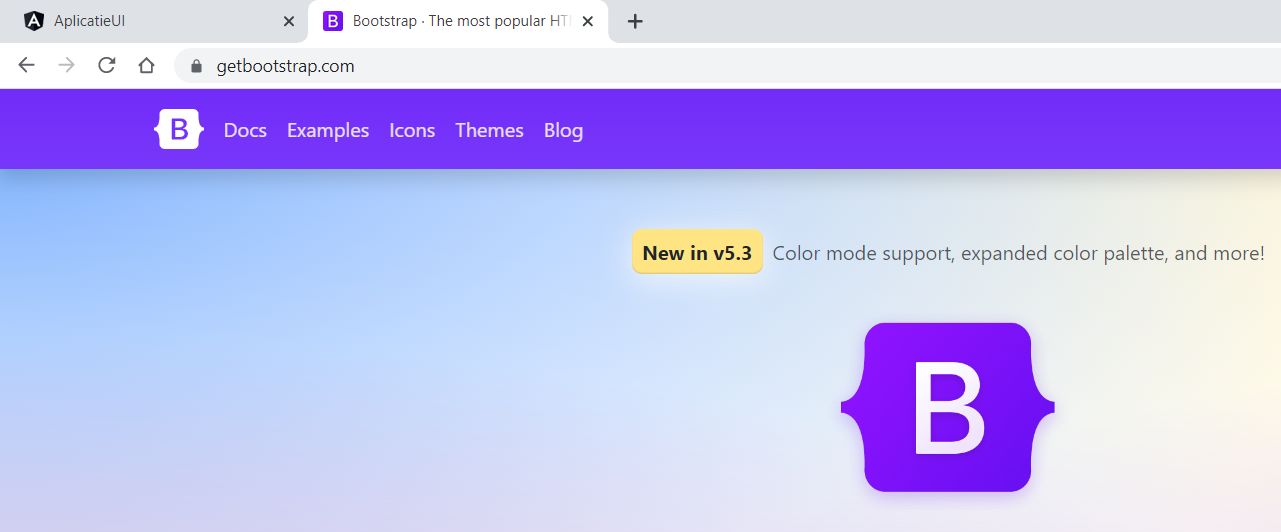 AplicatieUI
Bootstrap · The most popular HT
getbootstrap.com
B Docs Examples Icons Themes Blog
New in v5.3 Color mode support, expanded color palette, and more!
B